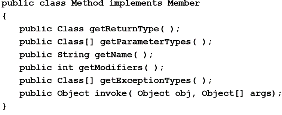 public class Method implements Member
{
public Class getReturnType( );
public Class[] getParameterTypes( );
public String getName( );
public int getModifiers( );
public Class[] getExceptionTypes( );
public Object invoke( Object obj, Object[] args);
}